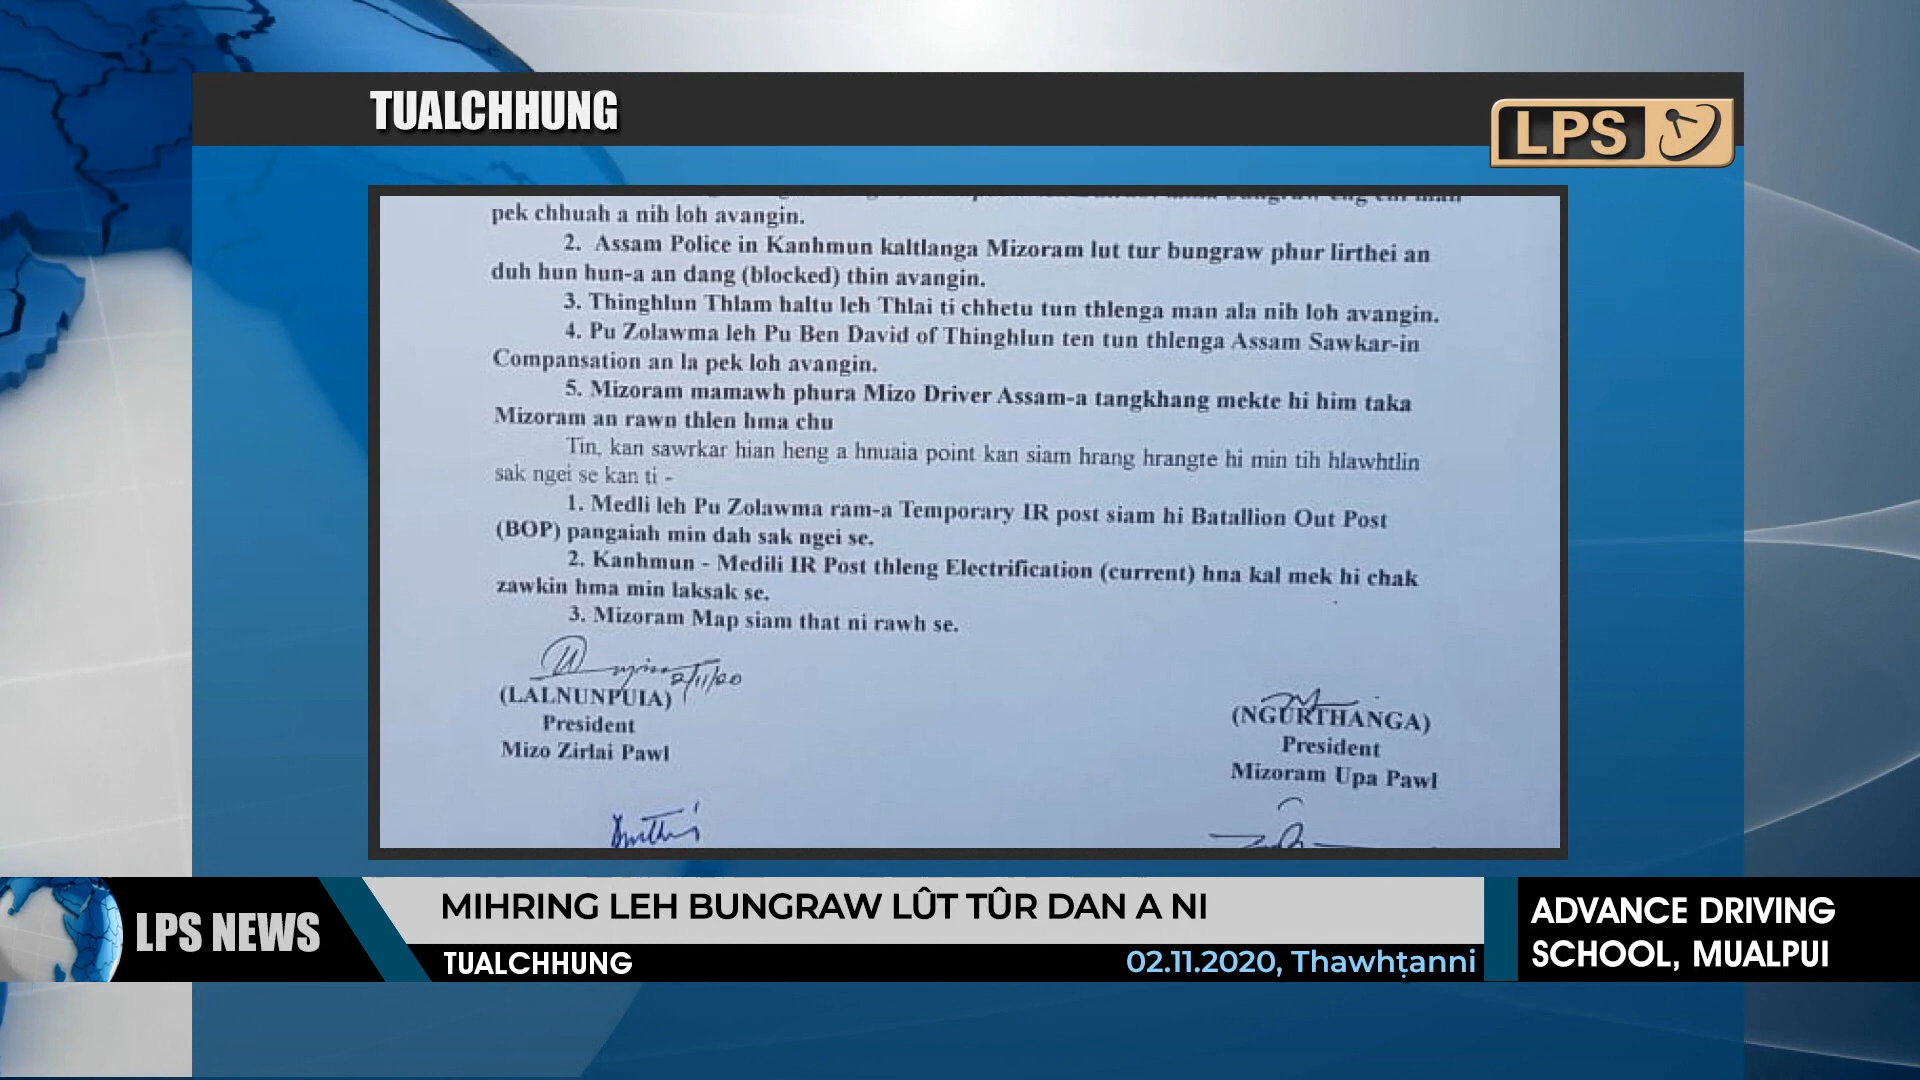 TUALCHHUNG
LPS
pek chhuah a nih loh avangin.
2. Assam Police in Kanhmun kaltlanga Mizoram lut tur bungraw phur lirthei an
duh hun hun-a an dang (blocked) thin avangin.
3. Thinghlun Thlam haltu leh Thlai ti chhetu tun thlenga man ala nih loh avangin.
4. Pu Zolawma leh Pu Ben David of Thinghlun ten tun thlenga Assam Sawkar-in
Compansation an la pek loh avangin.
5. Mizoram mamawh phura Mizo Driver Assam-a tangkhang mekte hi him taka
Mizoram an rawn thlen hma chu
Tin, kan sawrkar hian heng a hnuaia point kan siam hrang hrangte hi min tih hlawhtlin
sak ngei se kan ti -
1. Medli leh Pu Zolawma ram-a Temporary IR post siam hi Batallion Out Post
(BOP) pangaiah min dah sak ngei se.
2. Kanhmun - Medili IR Post thleng Electrification (current) hna kal mek hi chak
zawkin hma min laksak se.
3. Mizoram Map siam that ni rawh se.
2/11/20
(LALNUNPUIA)
President
Mizo Zirlai Pawl
(NGURTHANGA)
President
Mizoram Upa Pawl
LPS NEWS
MIHRING LEH BUNGRAW LÛT TÛR DAN A NI
TUALCHHUNG
02.11.2020, Thawhṭanni
ADVANCE DRIVING
SCHOOL, MUALPUI